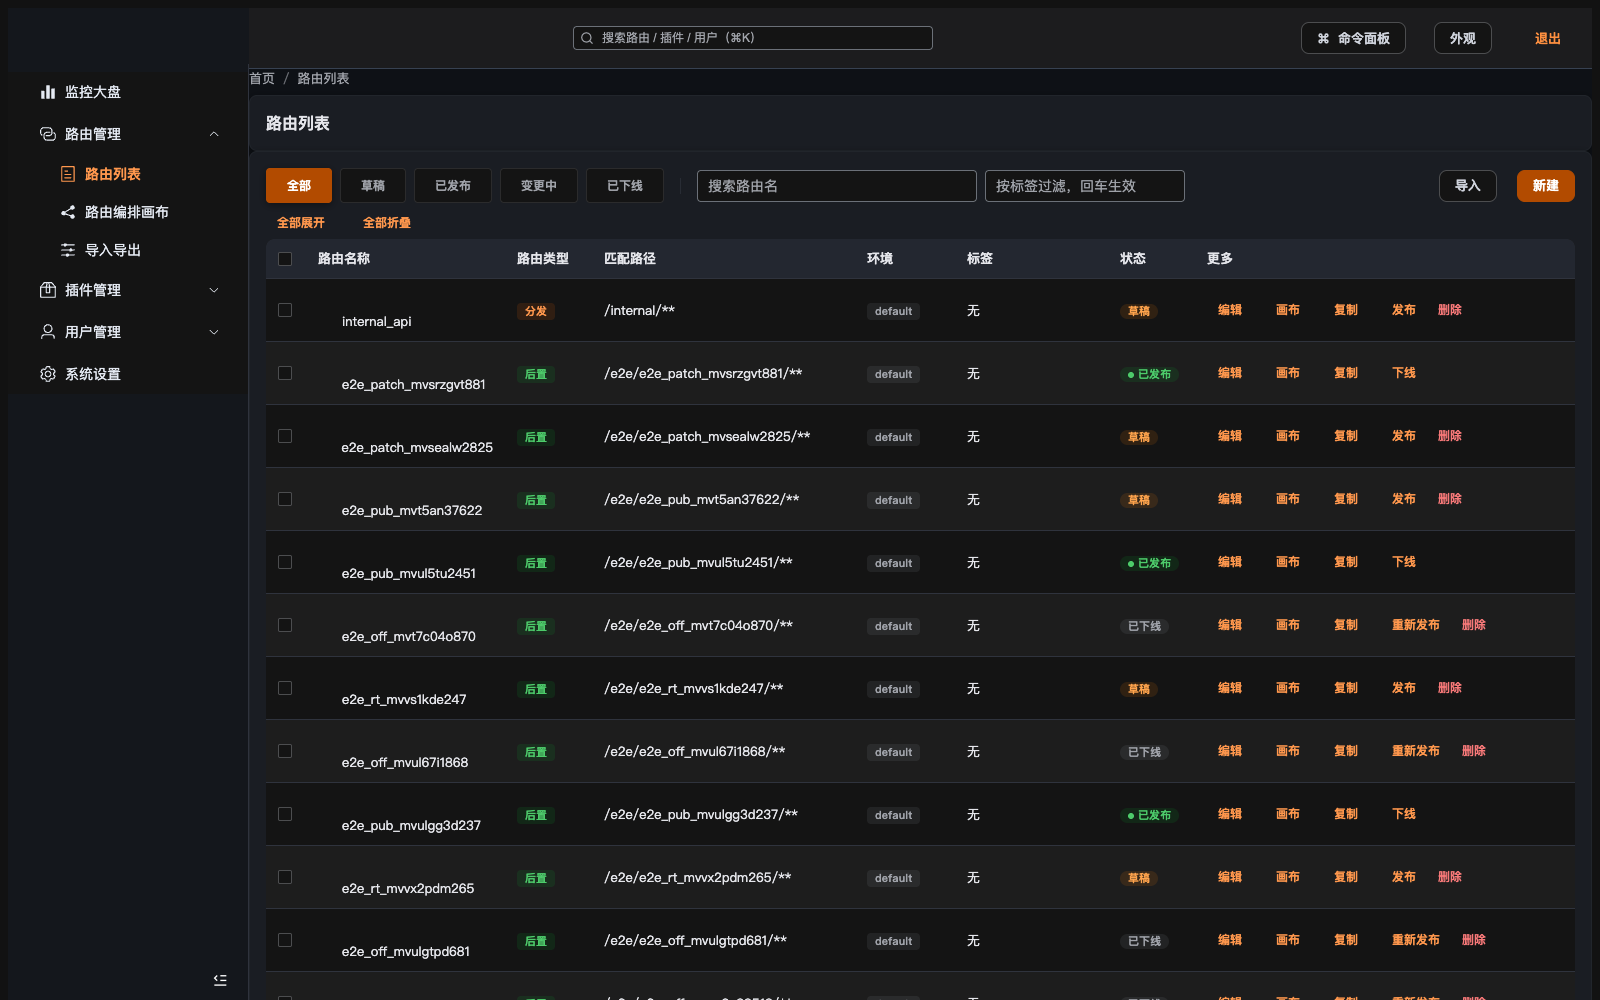 搜索路由 / 插件 / 用户（⌘K）
⌘ 命令面板
外观
退出
首页 / 路由列表
监控大盘
路由管理
路由列表
路由编排画布
导入导出
插件管理
用户管理
系统设置
路由列表
全部 草稿 已发布 变更中 已下线 搜索路由名 按标签过滤，回车生效 导入 新建
全部展开 全部折叠
路由名称 路由类型 匹配路径 环境 标签 状态 更多
internal_api 分发 /internal/** default 无 草稿 编辑 画布 复制 发布 删除
e2e_patch_mvsrzgvt881 后置 /e2e/e2e_patch_mvsrzgvt881/** default 无 已发布 编辑 画布 复制 下线
e2e_patch_mvsealw2825 后置 /e2e/e2e_patch_mvsealw2825/** default 无 草稿 编辑 画布 复制 发布 删除
e2e_pub_mvt5an37622 后置 /e2e/e2e_pub_mvt5an37622/** default 无 草稿 编辑 画布 复制 发布 删除
e2e_pub_mvul5tu2451 后置 /e2e/e2e_pub_mvul5tu2451/** default 无 已发布 编辑 画布 复制 下线
e2e_off_mvt7c04o870 后置 /e2e/e2e_off_mvt7c04o870/** default 无 已下线 编辑 画布 复制 重新发布 删除
e2e_rt_mvvs1kde247 后置 /e2e/e2e_rt_mvvs1kde247/** default 无 草稿 编辑 画布 复制 发布 删除
e2e_off_mvul67i1868 后置 /e2e/e2e_off_mvul67i1868/** default 无 已下线 编辑 画布 复制 重新发布 删除
e2e_pub_mvulgg3d237 后置 /e2e/e2e_pub_mvulgg3d237/** default 无 已发布 编辑 画布 复制 下线
e2e_rt_mvvx2pdm265 后置 /e2e/e2e_rt_mvvx2pdm265/** default 无 草稿 编辑 画布 复制 发布 删除
e2e_off_mvulgtpd681 后置 /e2e/e2e_off_mvulgtpd681/** default 无 已下线 编辑 画布 复制 重新发布 删除